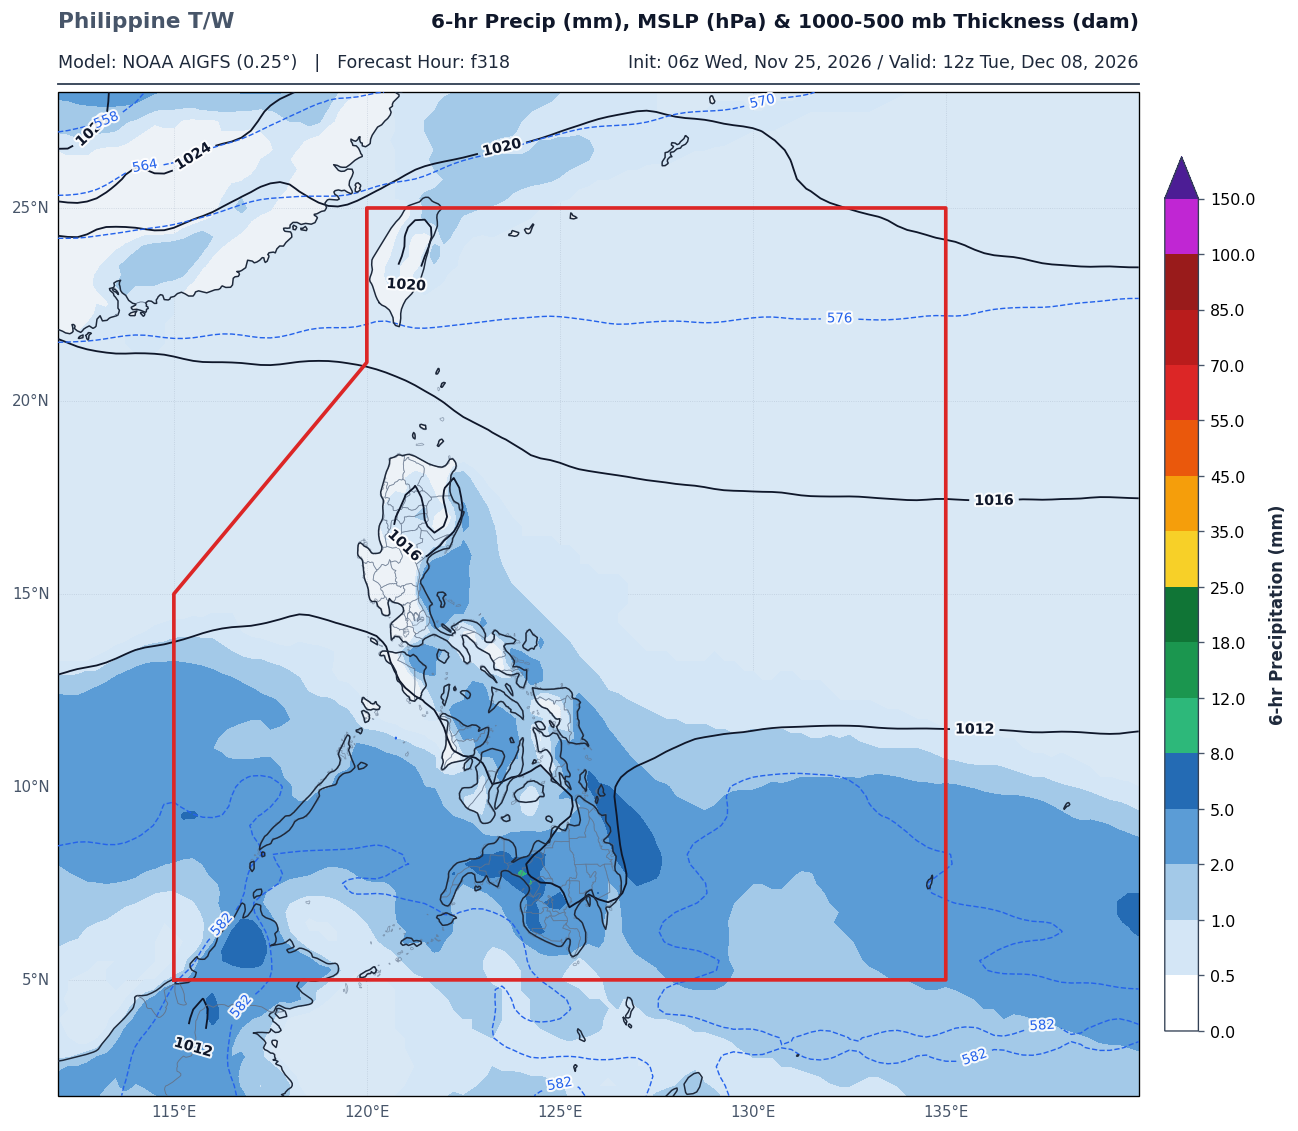 Philippine T/W
6-hr Precip (mm), MSLP (hPa) & 1000-500 mb Thickness (dam)
Model: NOAA AIGFS (0.25°) | Forecast Hour: f318
Init: 06z Wed, Nov 25, 2026 / Valid: 12z Tue, Dec 08, 2026
570
558
564
1024
1020
25°N
1020
576
20°N
1016
1016
15°N
1012
10°N
582
5°N
582
582
1012
582
582
115°E
120°E
125°E
130°E
135°E
150.0
100.0
85.0
70.0
55.0
45.0
35.0
25.0
18.0
12.0
8.0
5.0
2.0
1.0
0.5
0.0
6-hr Precipitation (mm)